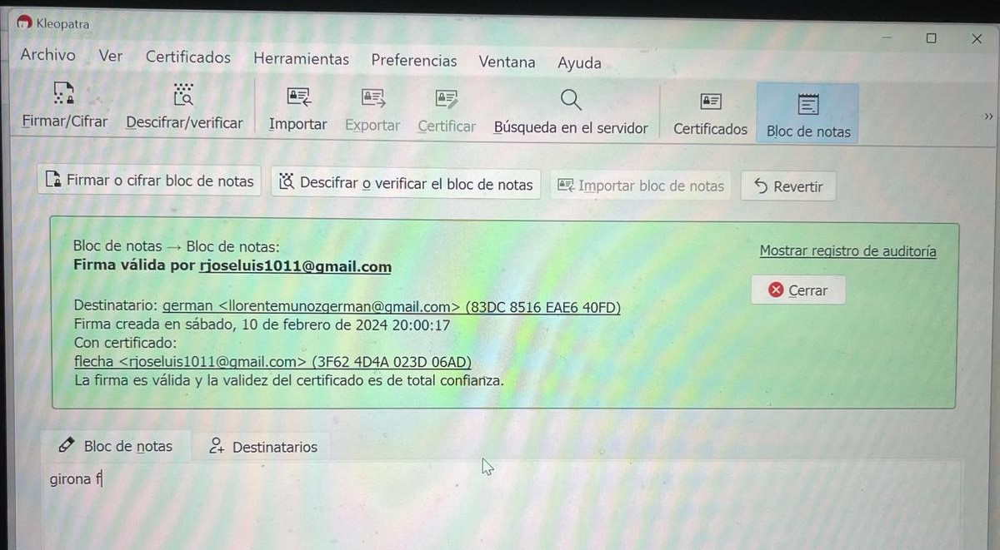 Kleopatra
Archivo Ver Certificados Herramientas Preferencias Ventana Ayuda
Firmar/Cifrar Descifrar/verificar Importar Exportar Certificar Búsqueda en el servidor Certificados Bloc de notas »
Firmar o cifrar bloc de notas Descifrar o verificar el bloc de notas Importar bloc de notas Revertir
Bloc de notas → Bloc de notas: Mostrar registro de auditoría
Firma válida por rjoseluis1011@gmail.com
Cerrar
Destinatario: german <llorentemunozgerman@gmail.com> (83DC 8516 EAE6 40FD)
Firma creada en sábado, 10 de febrero de 2024 20:00:17
Con certificado:
flecha <rjoseluis1011@gmail.com> (3F62 4D4A 023D 06AD)
La firma es válida y la validez del certificado es de total confianza.
Bloc de notas Destinatarios
girona f